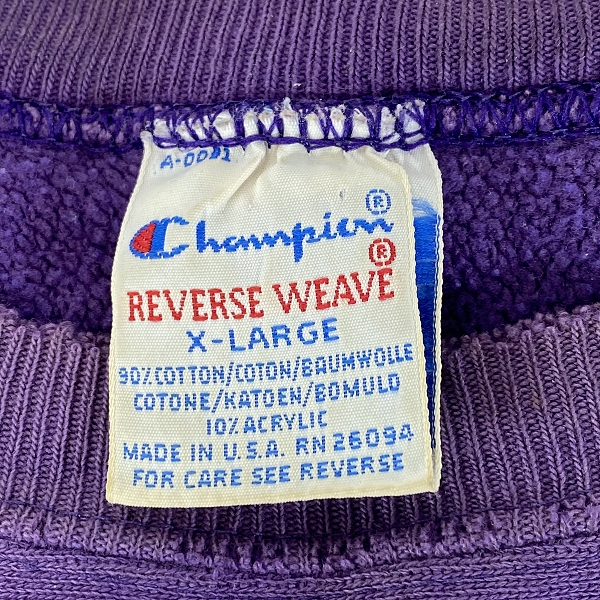 A-0021
Champion®
REVERSE WEAVE®
X-LARGE
90%COTTON/COTON/BAUMWOLLE
COTONE/KATOEN/BOMULD
10% ACRYLIC
MADE IN U.S.A. RN 26094
FOR CARE SEE REVERSE